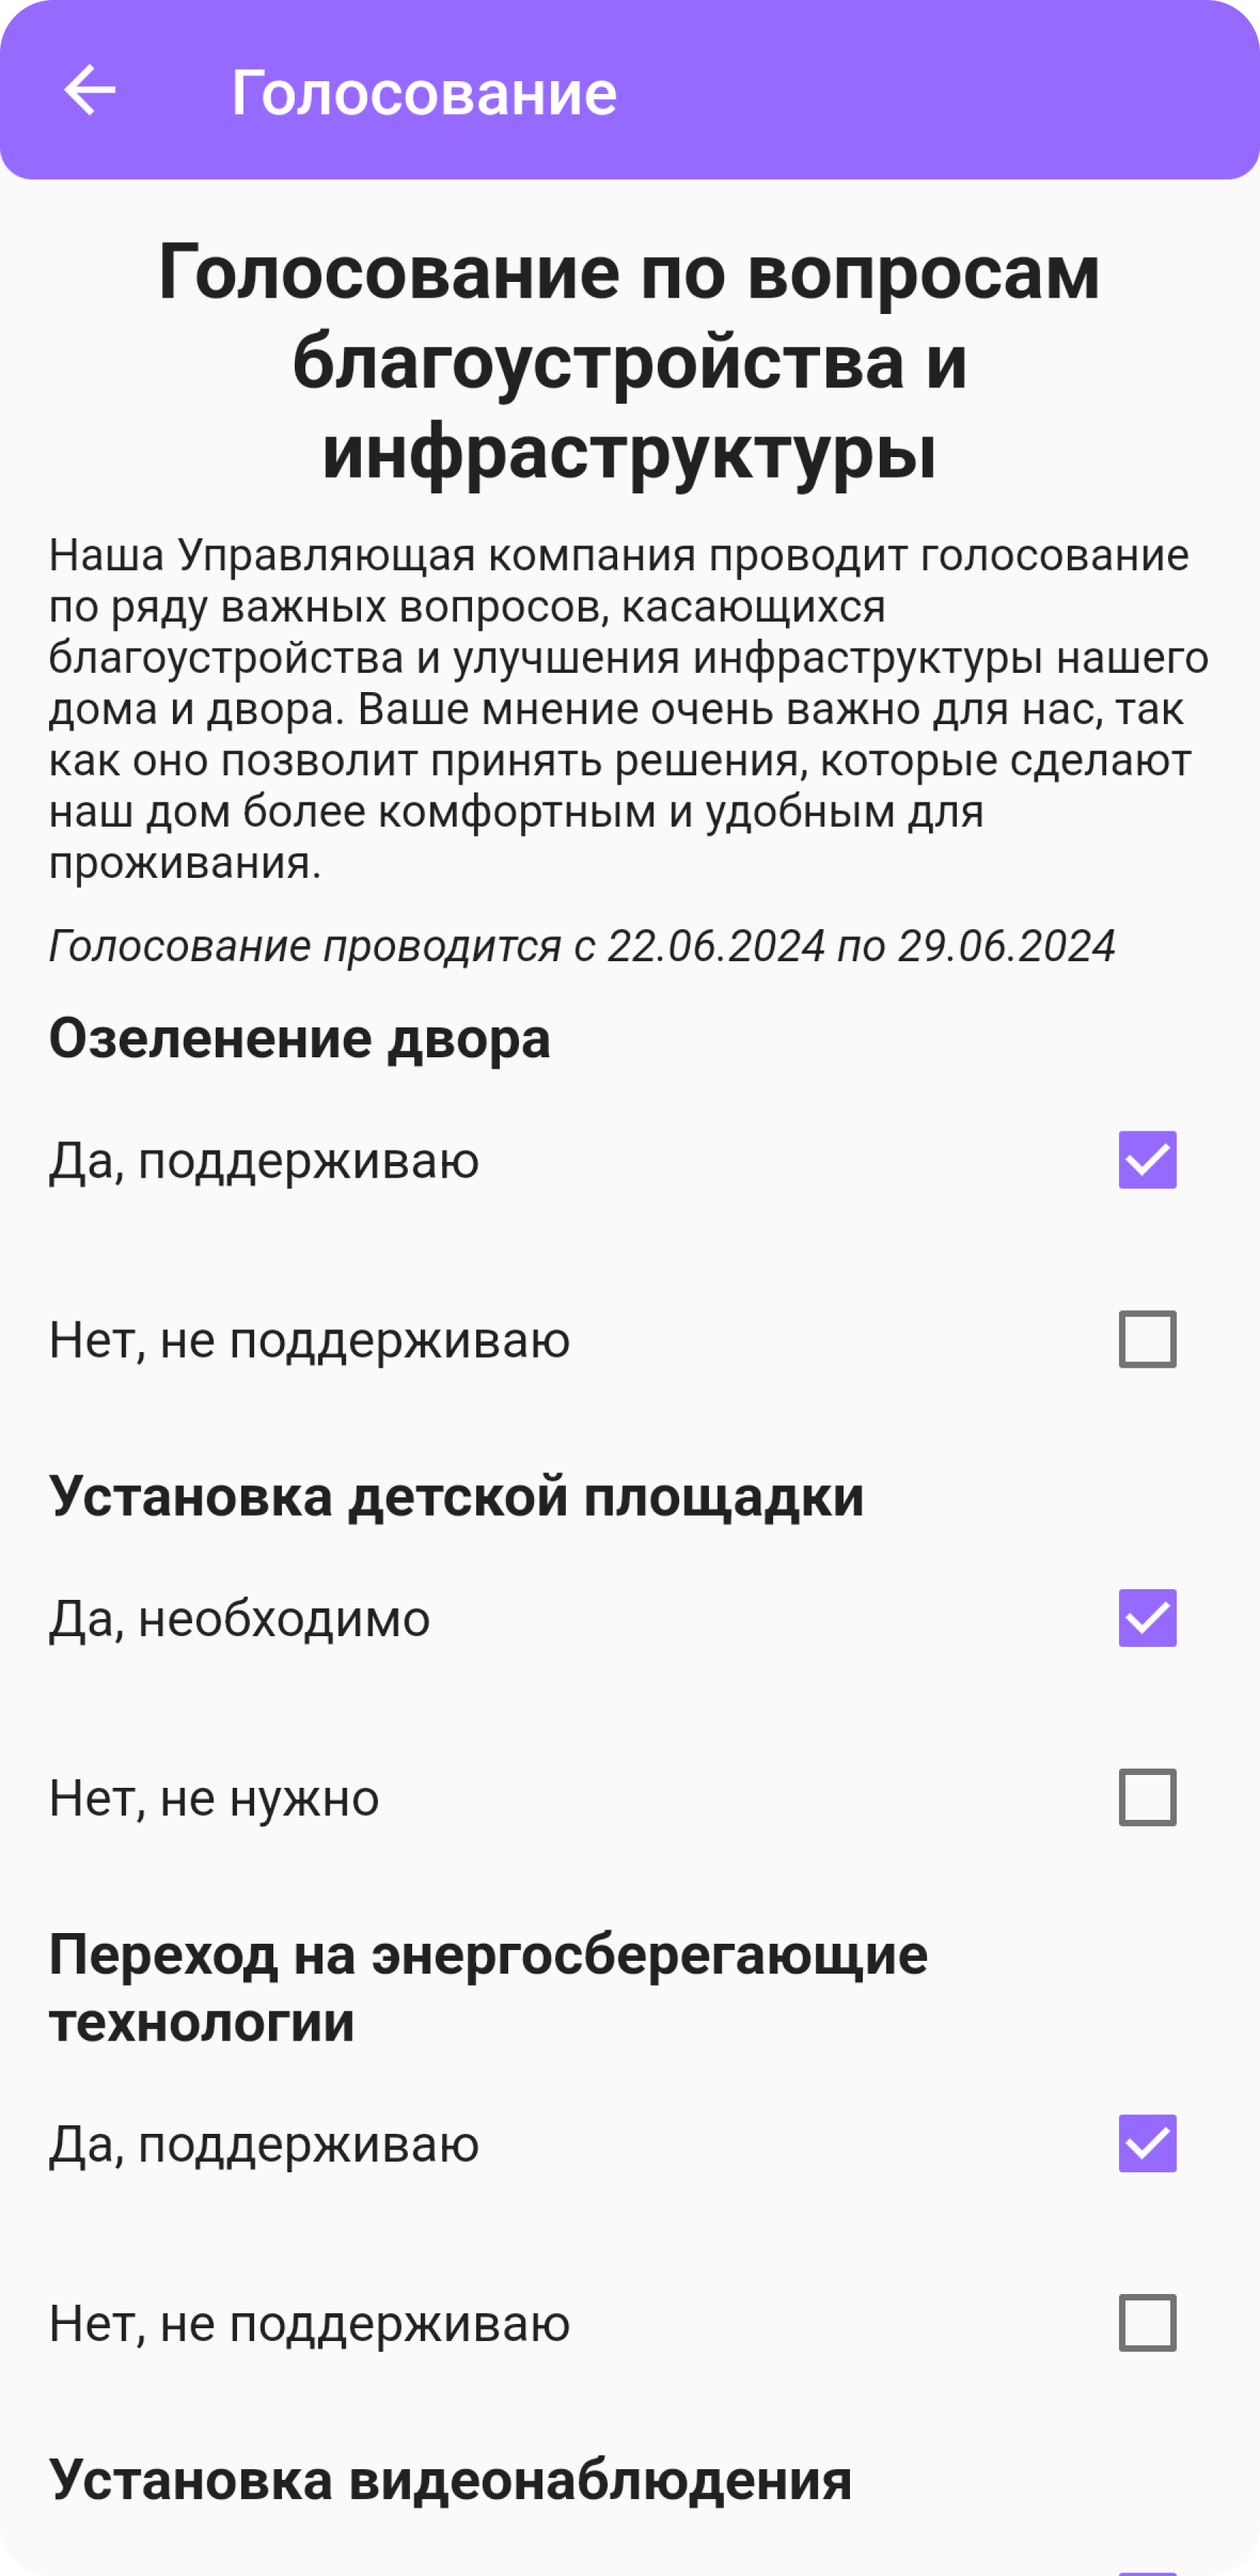 Голосование
Голосование по вопросам
благоустройства и
инфраструктуры
Наша Управляющая компания проводит голосование
по ряду важных вопросов, касающихся
благоустройства и улучшения инфраструктуры нашего
дома и двора. Ваше мнение очень важно для нас, так
как оно позволит принять решения, которые сделают
наш дом более комфортным и удобным для
проживания.
Голосование проводится с 22.06.2024 по 29.06.2024
Озеленение двора
Да, поддерживаю
Нет, не поддерживаю
Установка детской площадки
Да, необходимо
Нет, не нужно
Переход на энергосберегающие
технологии
Да, поддерживаю
Нет, не поддерживаю
Установка видеонаблюдения